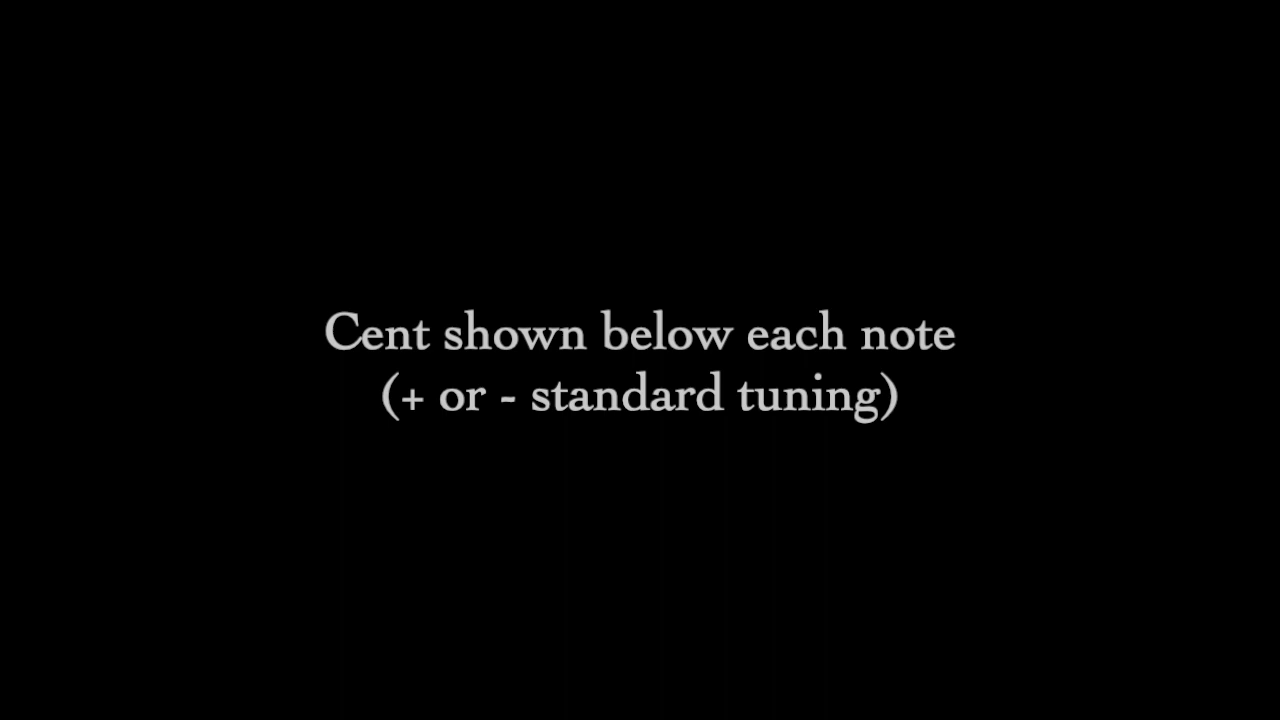 Cent shown below each note
(+ or - standard tuning)